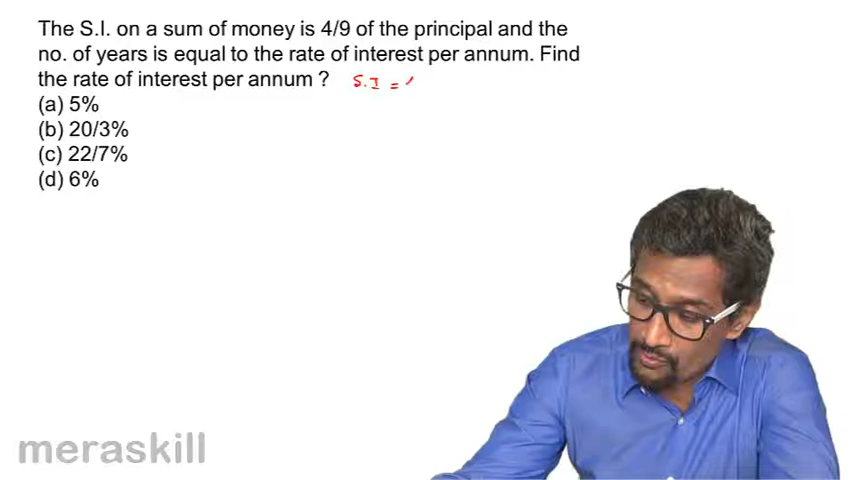 The S.I. on a sum of money is 4/9 of the principal and the
no. of years is equal to the rate of interest per annum. Find
the rate of interest per annum ? S.I =
(a) 5%
(b) 20/3%
(c) 22/7%
(d) 6%
meraskill